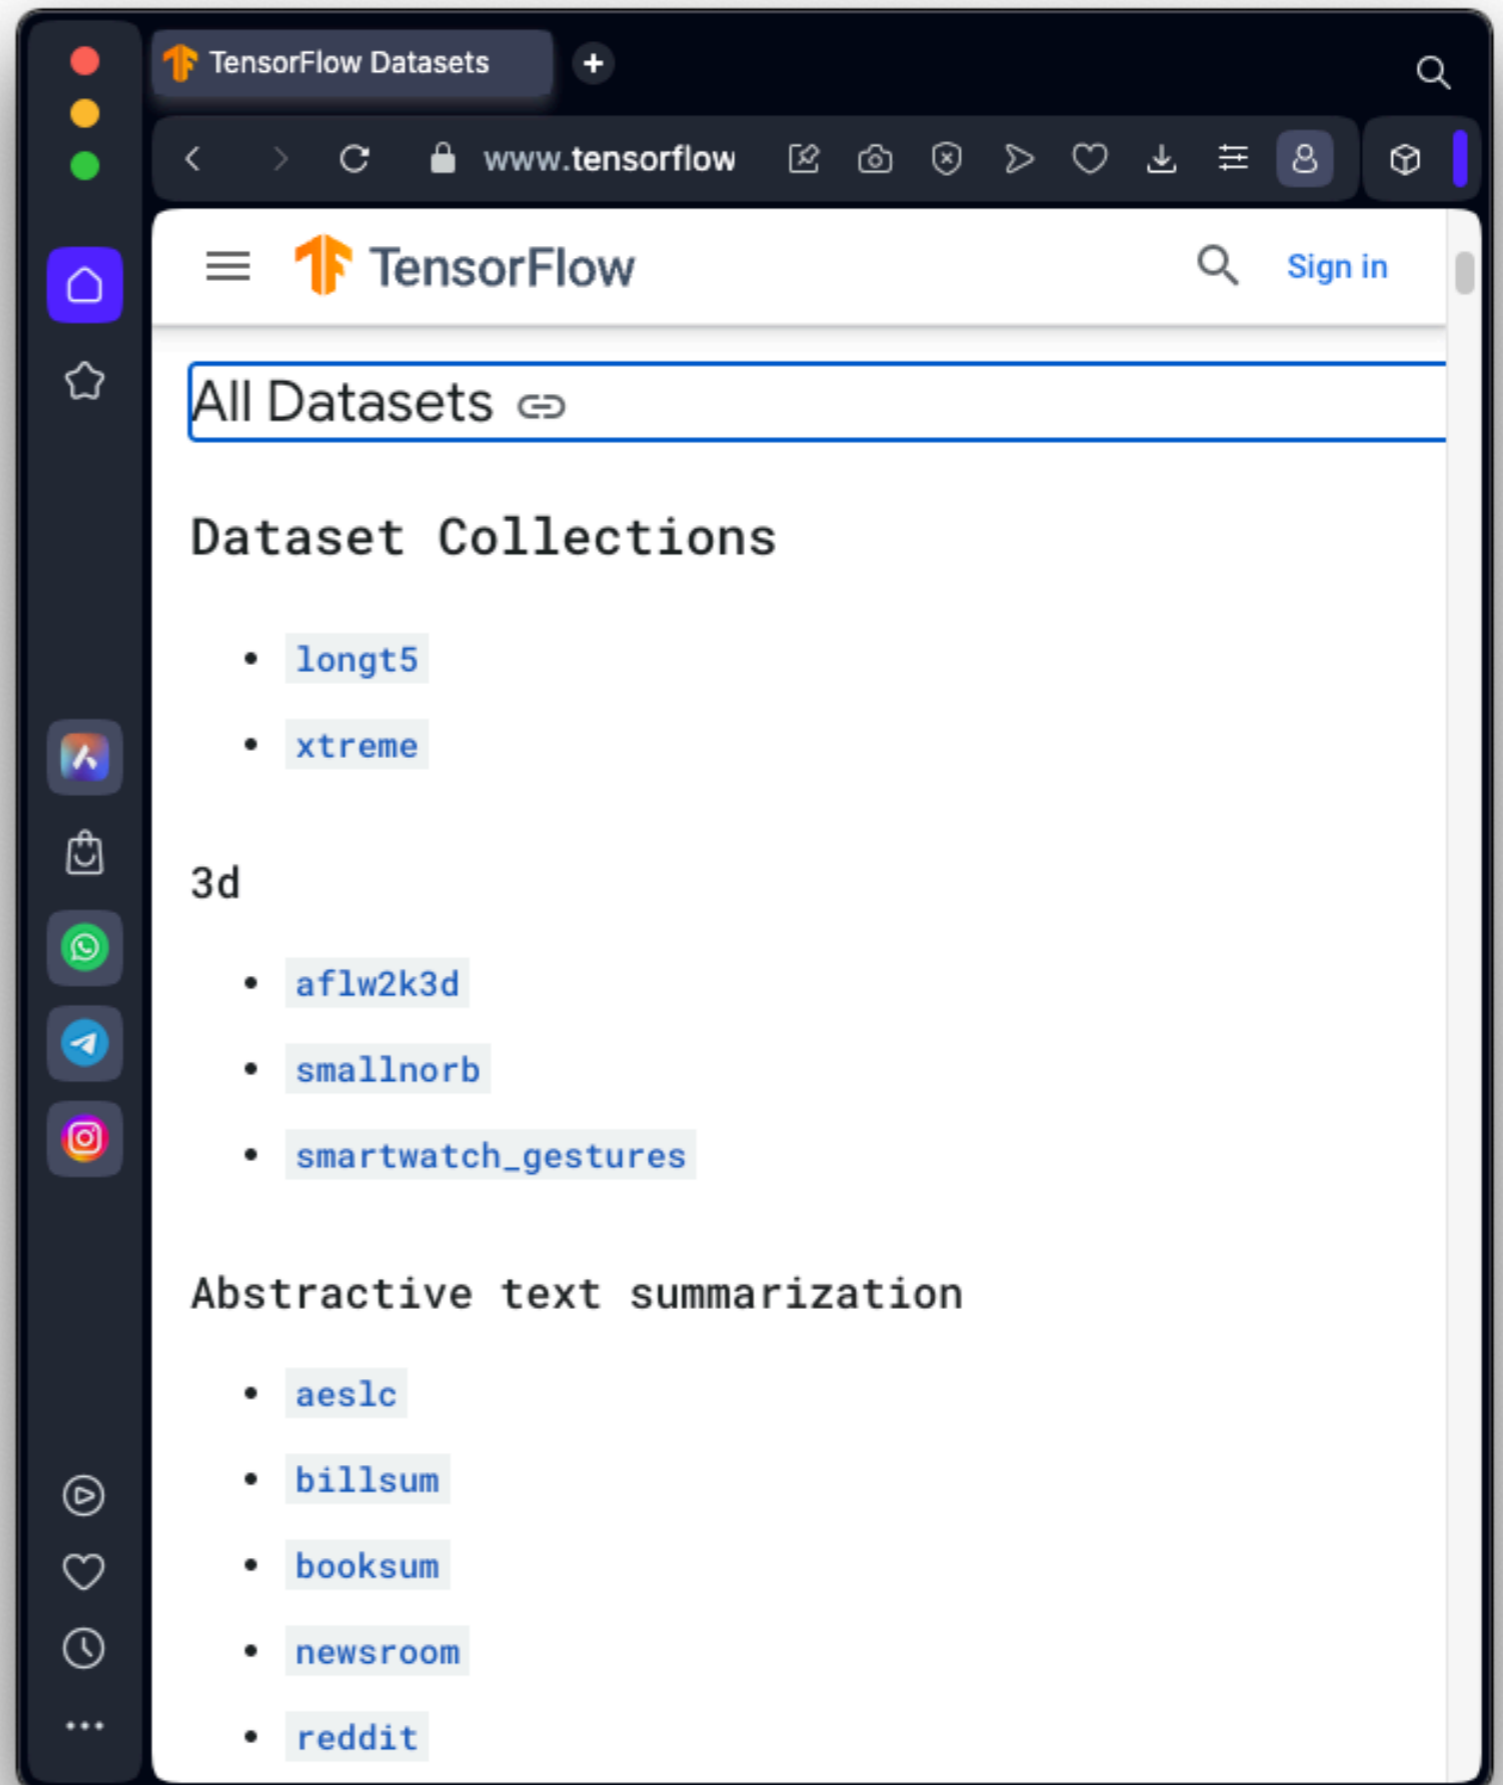 TensorFlow Datasets
www.tensorflow
TensorFlow
Sign in
All Datasets
Dataset Collections
longt5
xtreme
3d
aflw2k3d
smallnorb
smartwatch_gestures
Abstractive text summarization
aeslc
billsum
booksum
newsroom
reddit